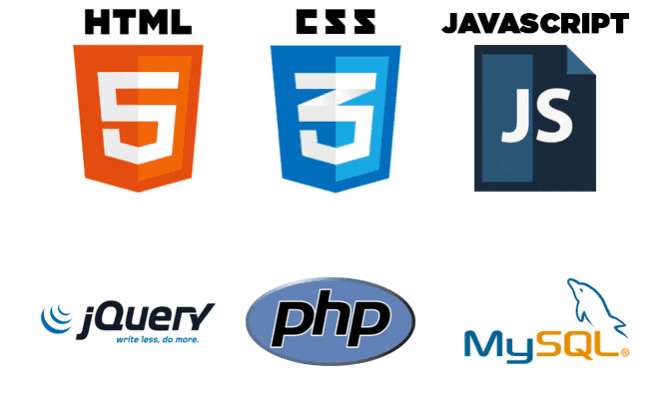 HTML
CSS
JAVASCRIPT
5
3
JS
jQuery
write less, do more.
php
MySQL®